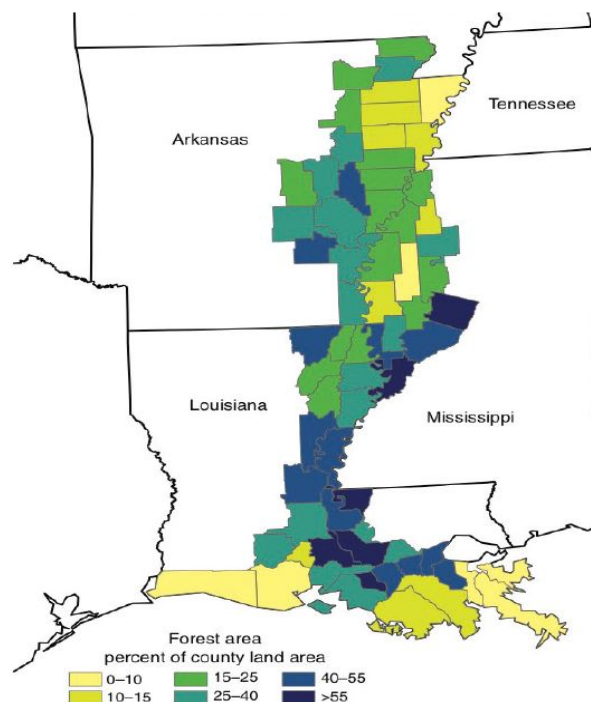 Tennessee
Arkansas
Louisiana
Mississippi
Forest area
percent of county land area
0–10 15–25 40–55
10–15 25–40 >55